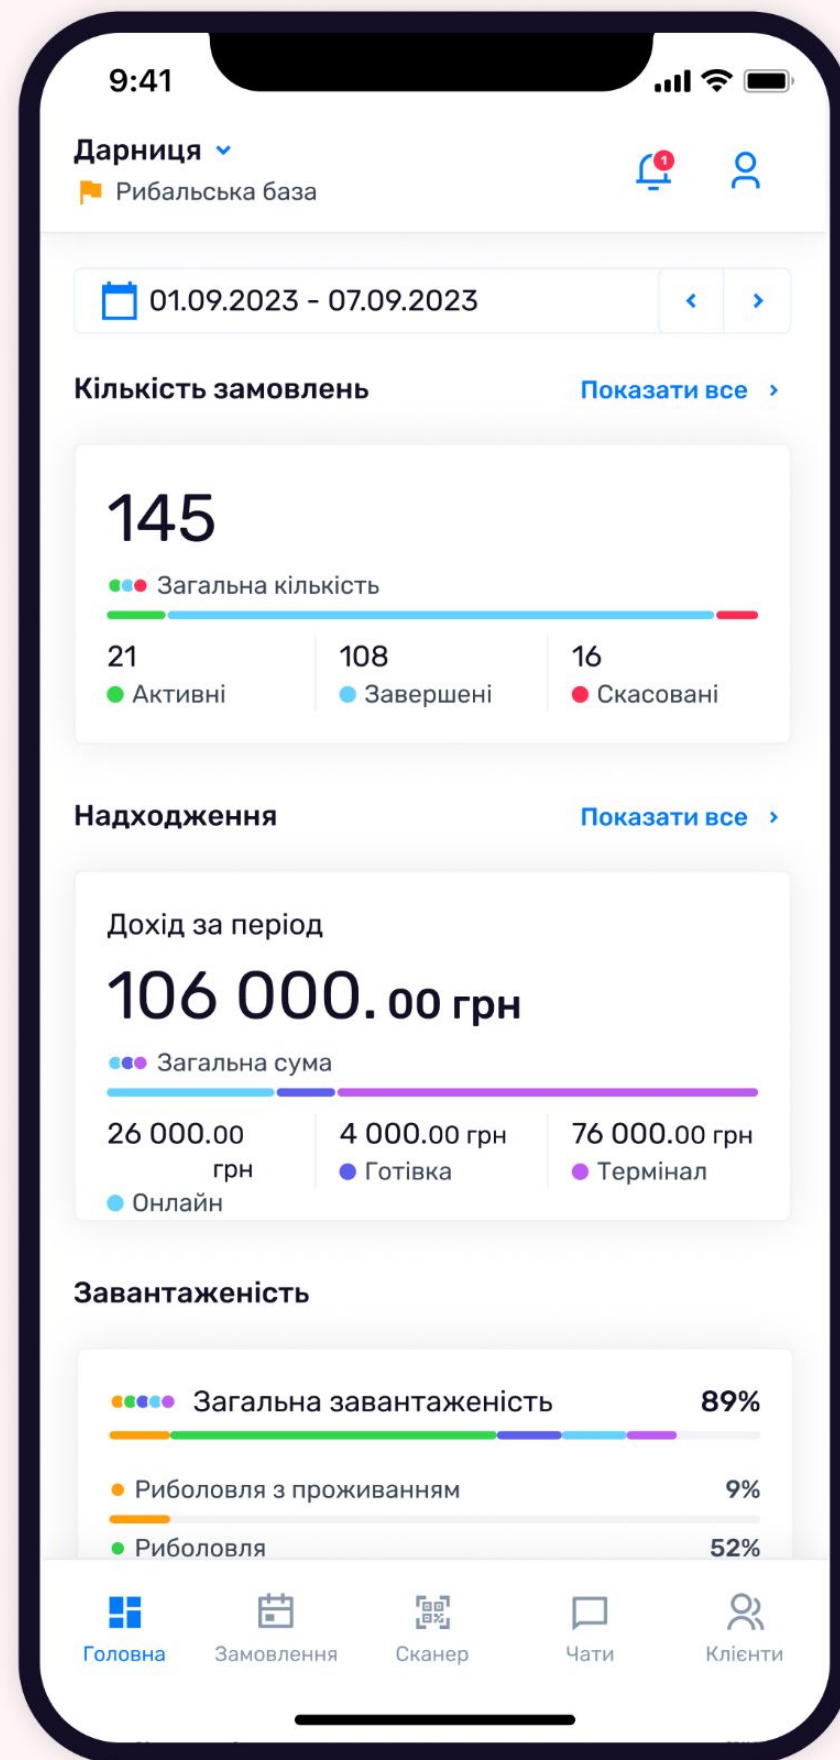 9:41
Дарниця
Рибальська база
1
01.09.2023 - 07.09.2023
Кількість замовлень
Показати все
145
Загальна кількість
21
Активні
108
Завершені
16
Скасовані
Надходження
Показати все
Дохід за період
106 000. 00 грн
Загальна сума
26 000.00
грн
Онлайн
4 000.00 грн
Готівка
76 000.00 грн
Термінал
Завантаженість
Загальна завантаженість 89%
Риболовля з проживанням 9%
Риболовля 52%
Головна
Замовлення
Сканер
Чати
Клієнти